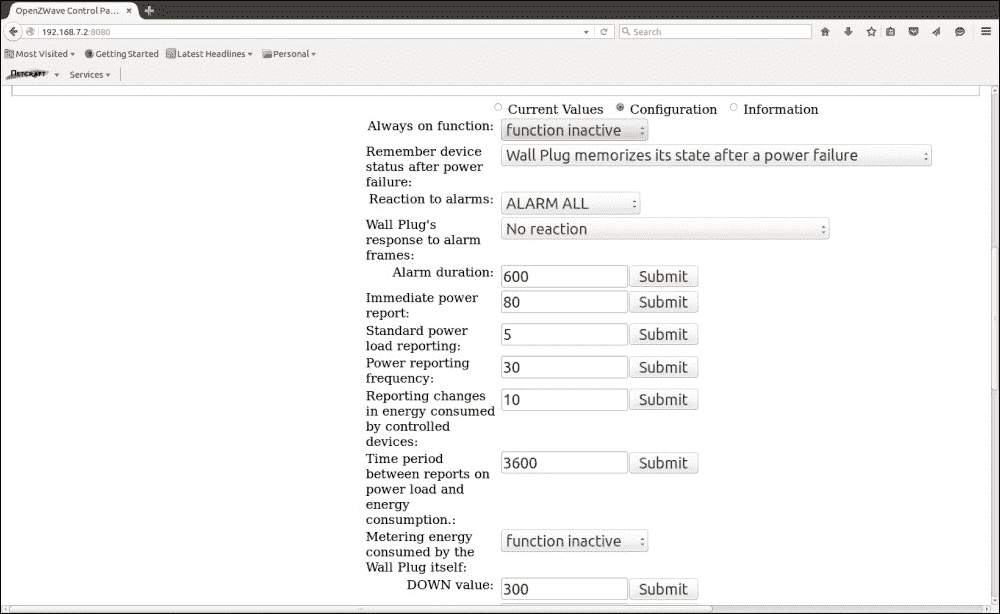 OpenZWave Control Pa...
192.168.7.2:8080
Search
Most Visited
Getting Started
Latest Headlines
Personal
NETCRAFT
Services
Current Values
Configuration
Information
Always on function:
function inactive
Remember device
status after power
failure:
Wall Plug memorizes its state after a power failure
Reaction to alarms:
ALARM ALL
Wall Plug's
response to alarm
frames:
No reaction
Alarm duration:
600
Submit
Immediate power
report:
80
Submit
Standard power
load reporting:
5
Submit
Power reporting
frequency:
30
Submit
Reporting changes
in energy consumed
by controlled
devices:
10
Submit
Time period
between reports on
power load and
energy
consumption.:
3600
Submit
Metering energy
consumed by the
Wall Plug itself:
function inactive
DOWN value:
300
Submit